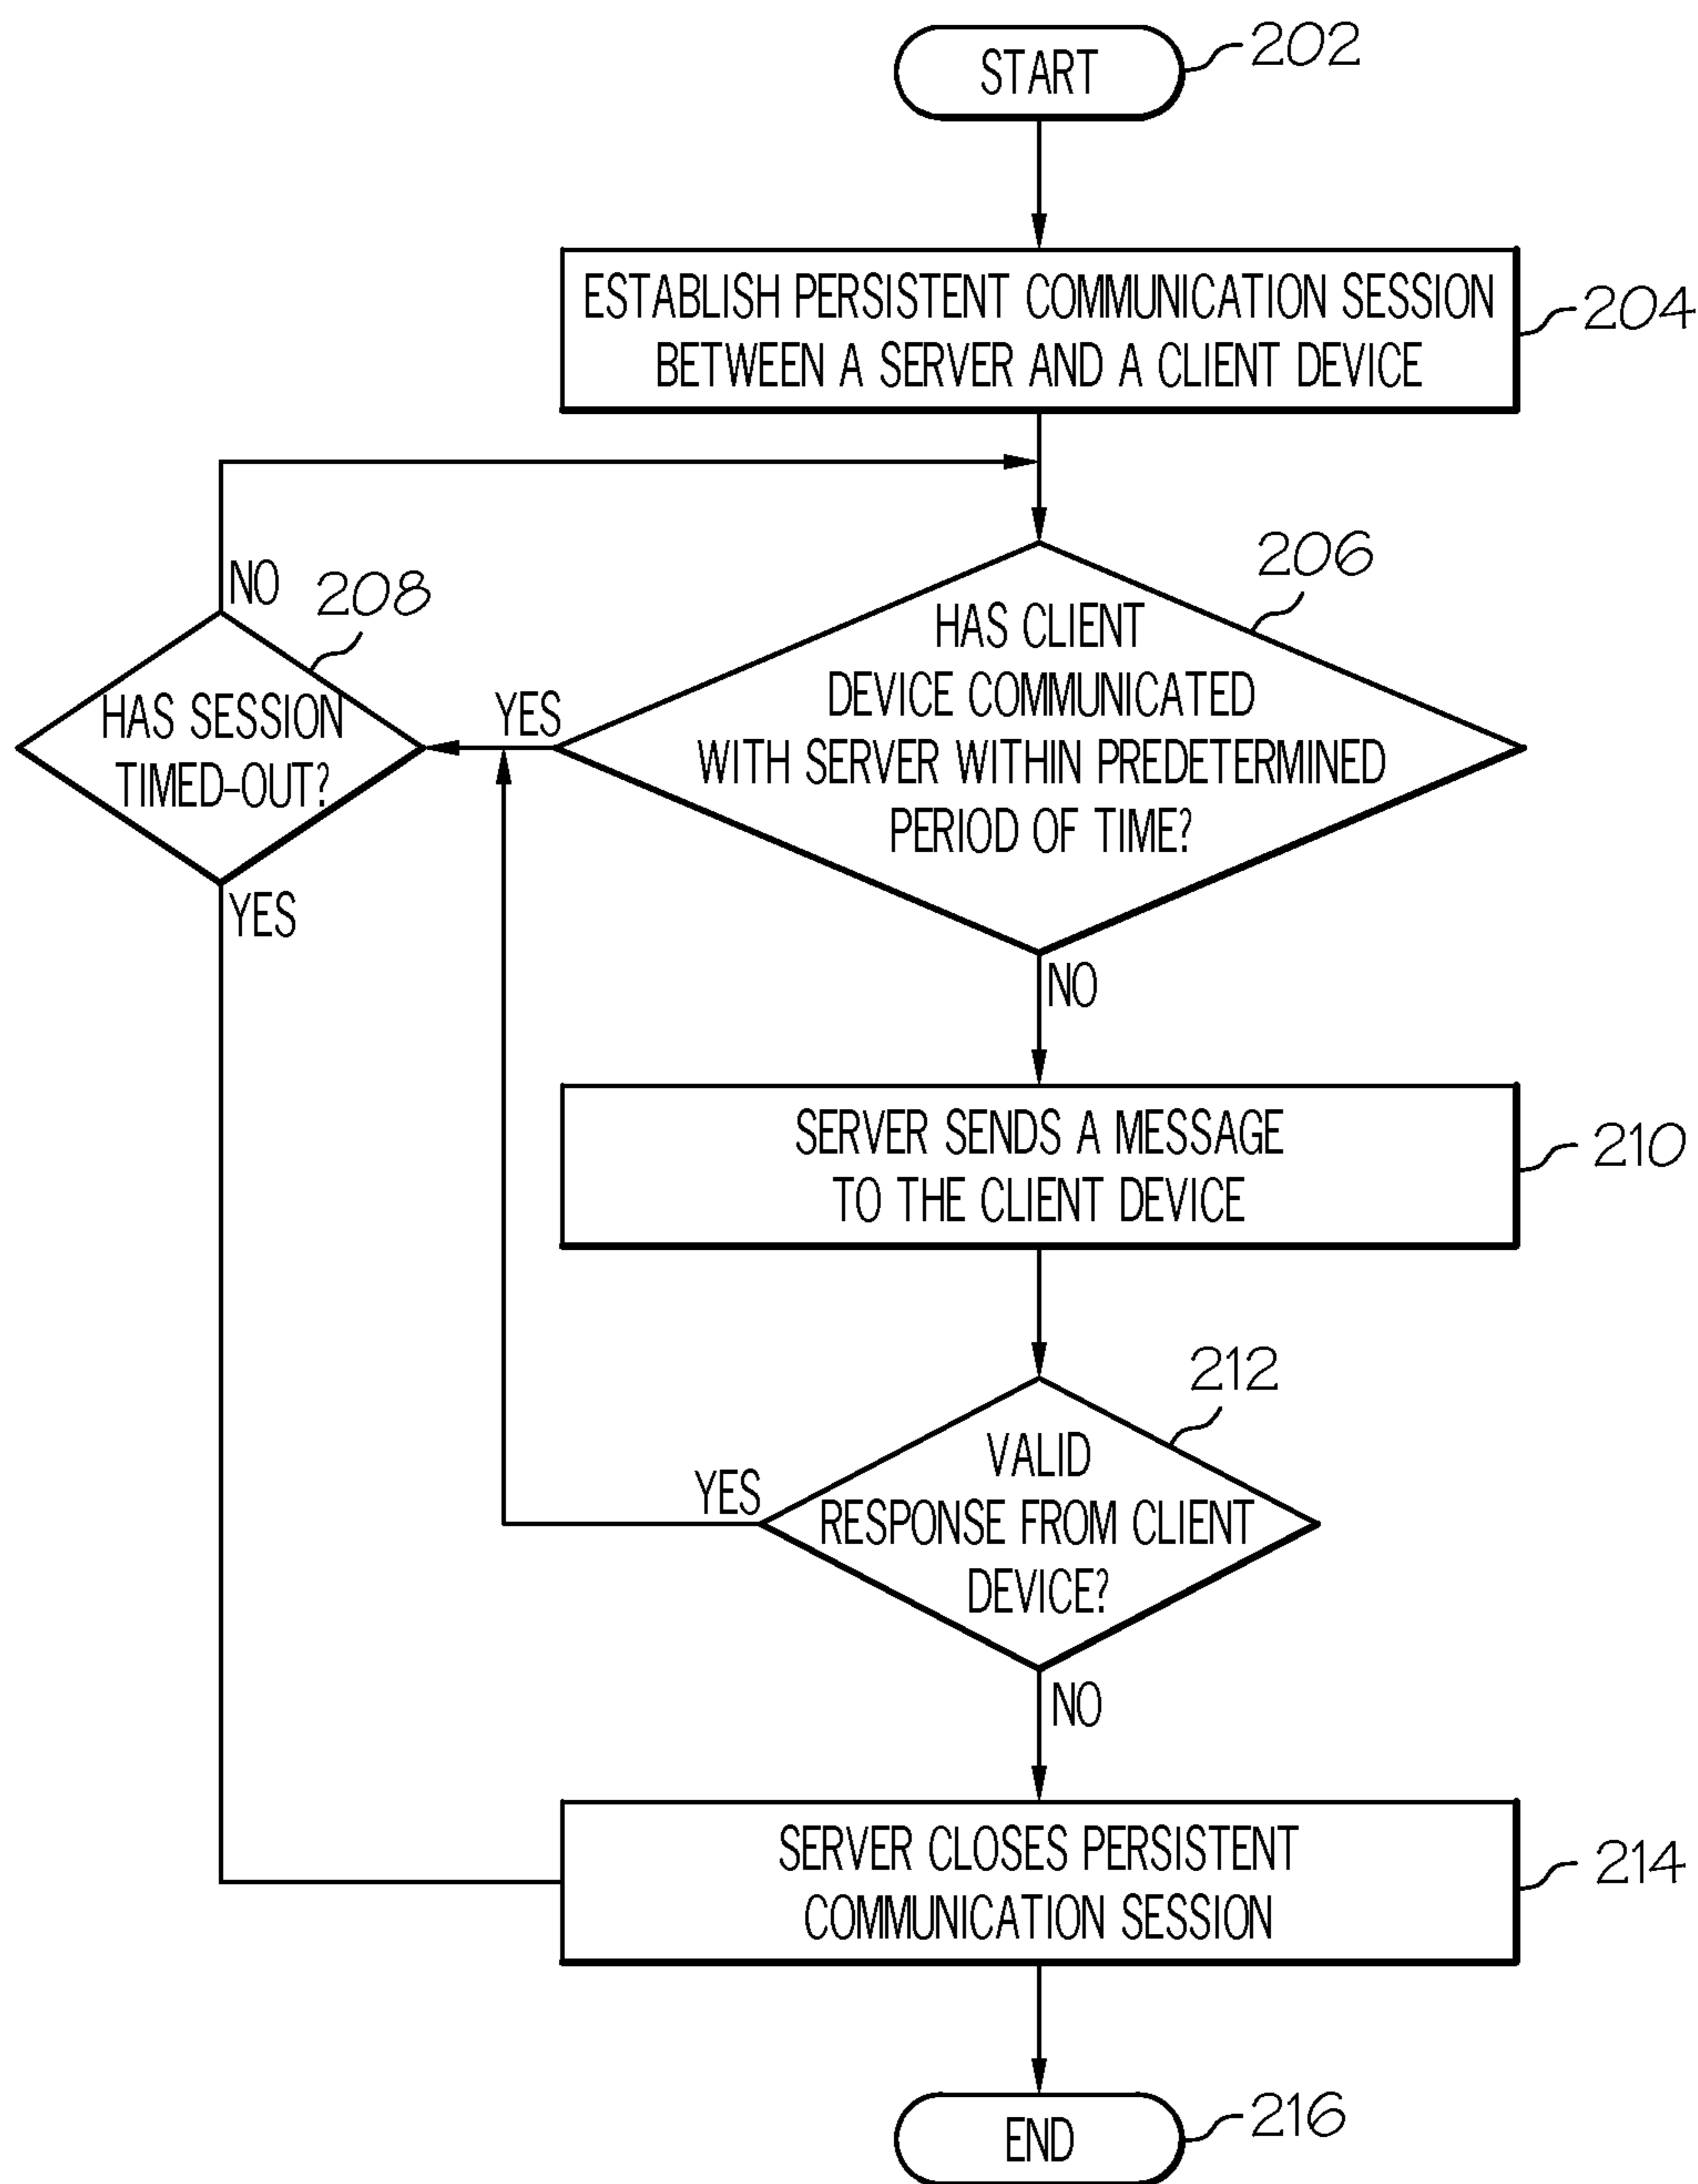 START
202
ESTABLISH PERSISTENT COMMUNICATION SESSION
BETWEEN A SERVER AND A CLIENT DEVICE
204
NO
208
206
HAS CLIENT
DEVICE COMMUNICATED
WITH SERVER WITHIN PREDETERMINED
PERIOD OF TIME?
HAS SESSION
TIMED-OUT?
YES
YES
NO
SERVER SENDS A MESSAGE
TO THE CLIENT DEVICE
210
212
VALID
RESPONSE FROM CLIENT
DEVICE?
YES
NO
SERVER CLOSES PERSISTENT
COMMUNICATION SESSION
214
END
216